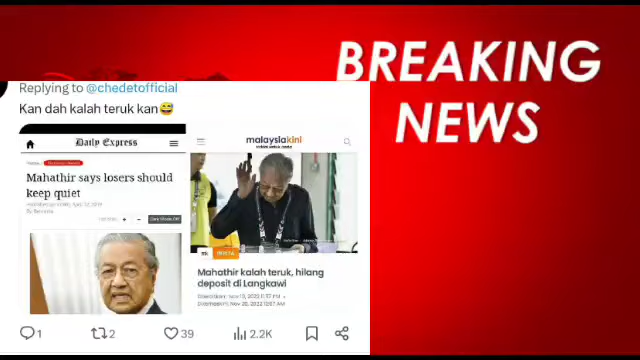 BREAKING
NEWS
Replying to @chedetofficial
Kan dah kalah teruk kan😅
Daily Express
Mahathir says losers should
keep quiet
malaysiakini
BERITA
Mahathir kalah teruk, hilang
deposit di Langkawi
1 2 39 2.2K